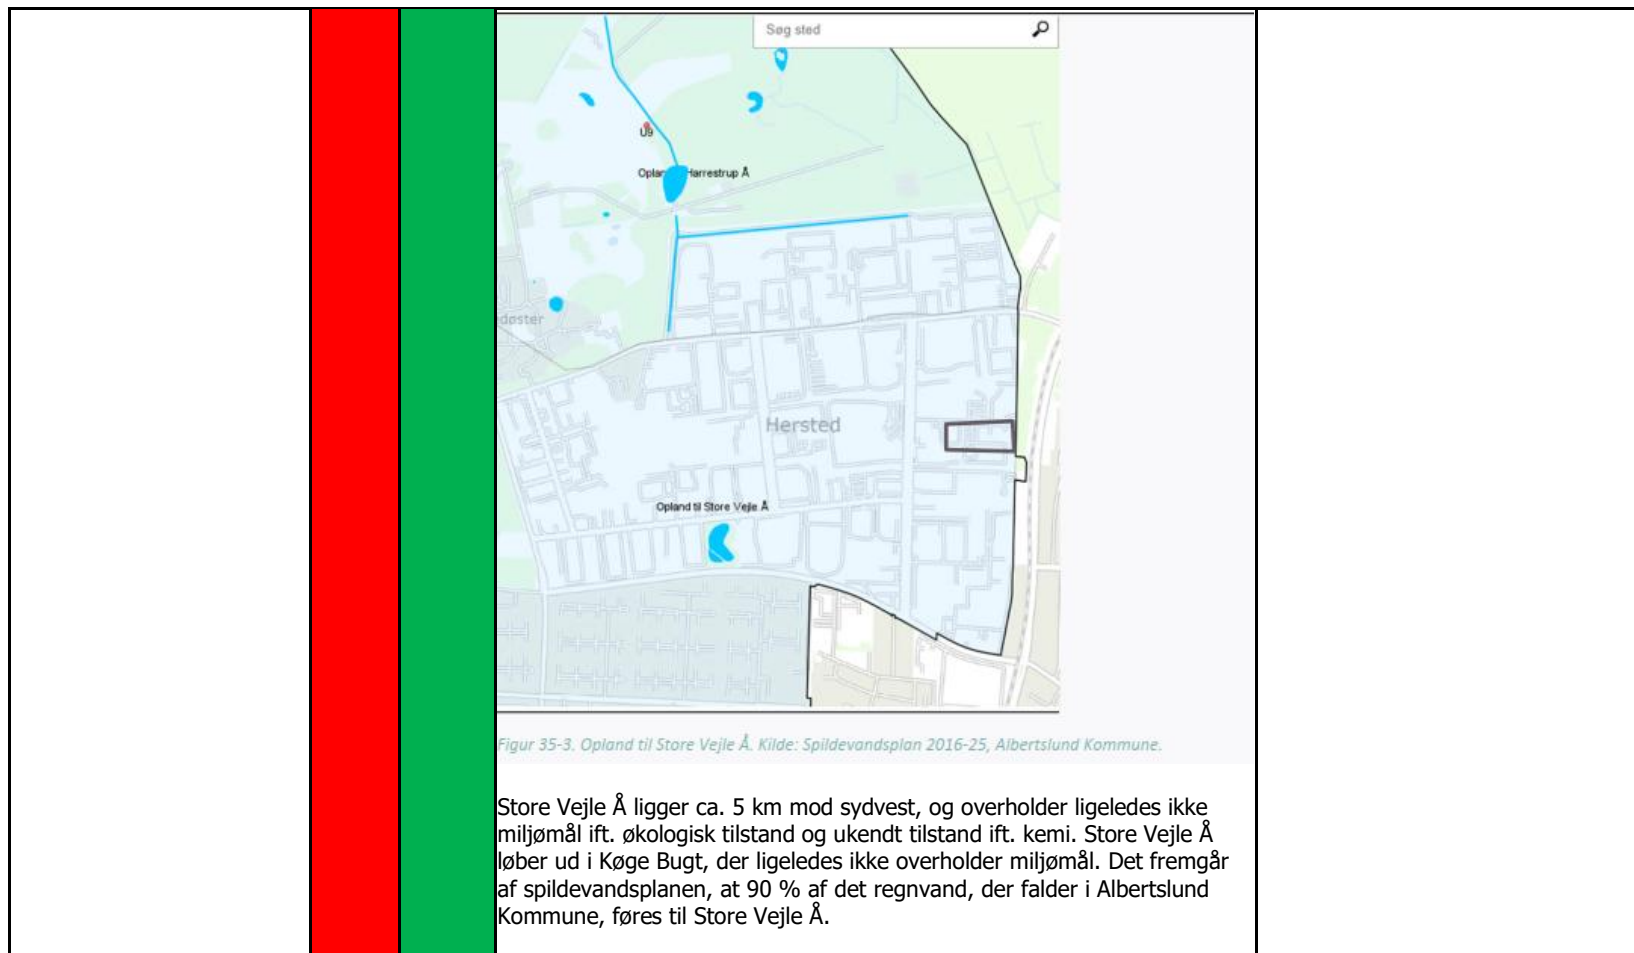 Søg sted
U9
Harrestrup Å
Hersted
Opland til Store Vejle Å
Figur 35-3. Opland til Store Vejle Å. Kilde: Spildevandsplan 2016-25, Albertslund Kommune.
Store Vejle Å ligger ca. 5 km mod sydvest, og overholder ligeledes ikke
miljømål ift. økologisk tilstand og ukendt tilstand ift. kemi. Store Vejle Å
løber ud i Køge Bugt, der ligeledes ikke overholder miljømål. Det fremgår
af spildevandsplanen, at 90 % af det regnvand, der falder i Albertslund
Kommune, føres til Store Vejle Å.